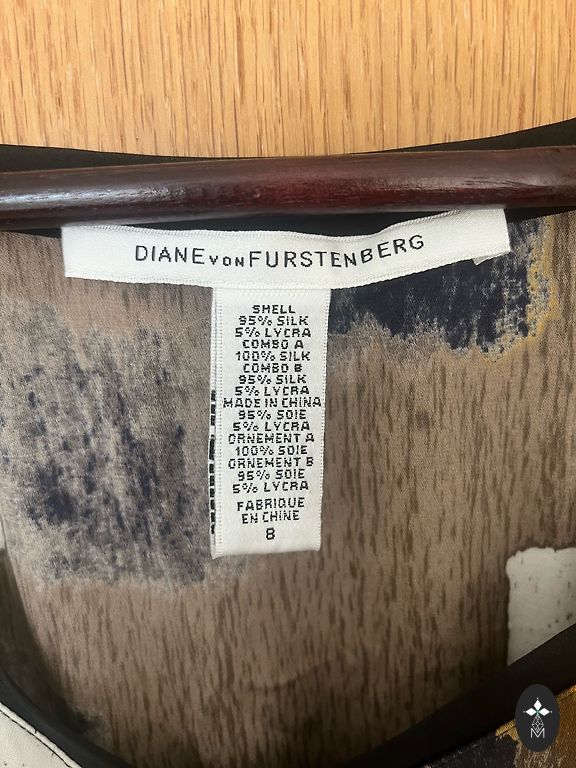 DIANE VON FURSTENBERG
SHELL
95% SILK
5% LYCRA
COMBO A
100% SILK
COMBO B
95% SILK
5% LYCRA
MADE IN CHINA
95% SOIE
5% LYCRA
ORNEMENT A
100% SOIE
ORNEMENT B
95% SOIE
5% LYCRA
FABRIQUE
EN CHINE
8